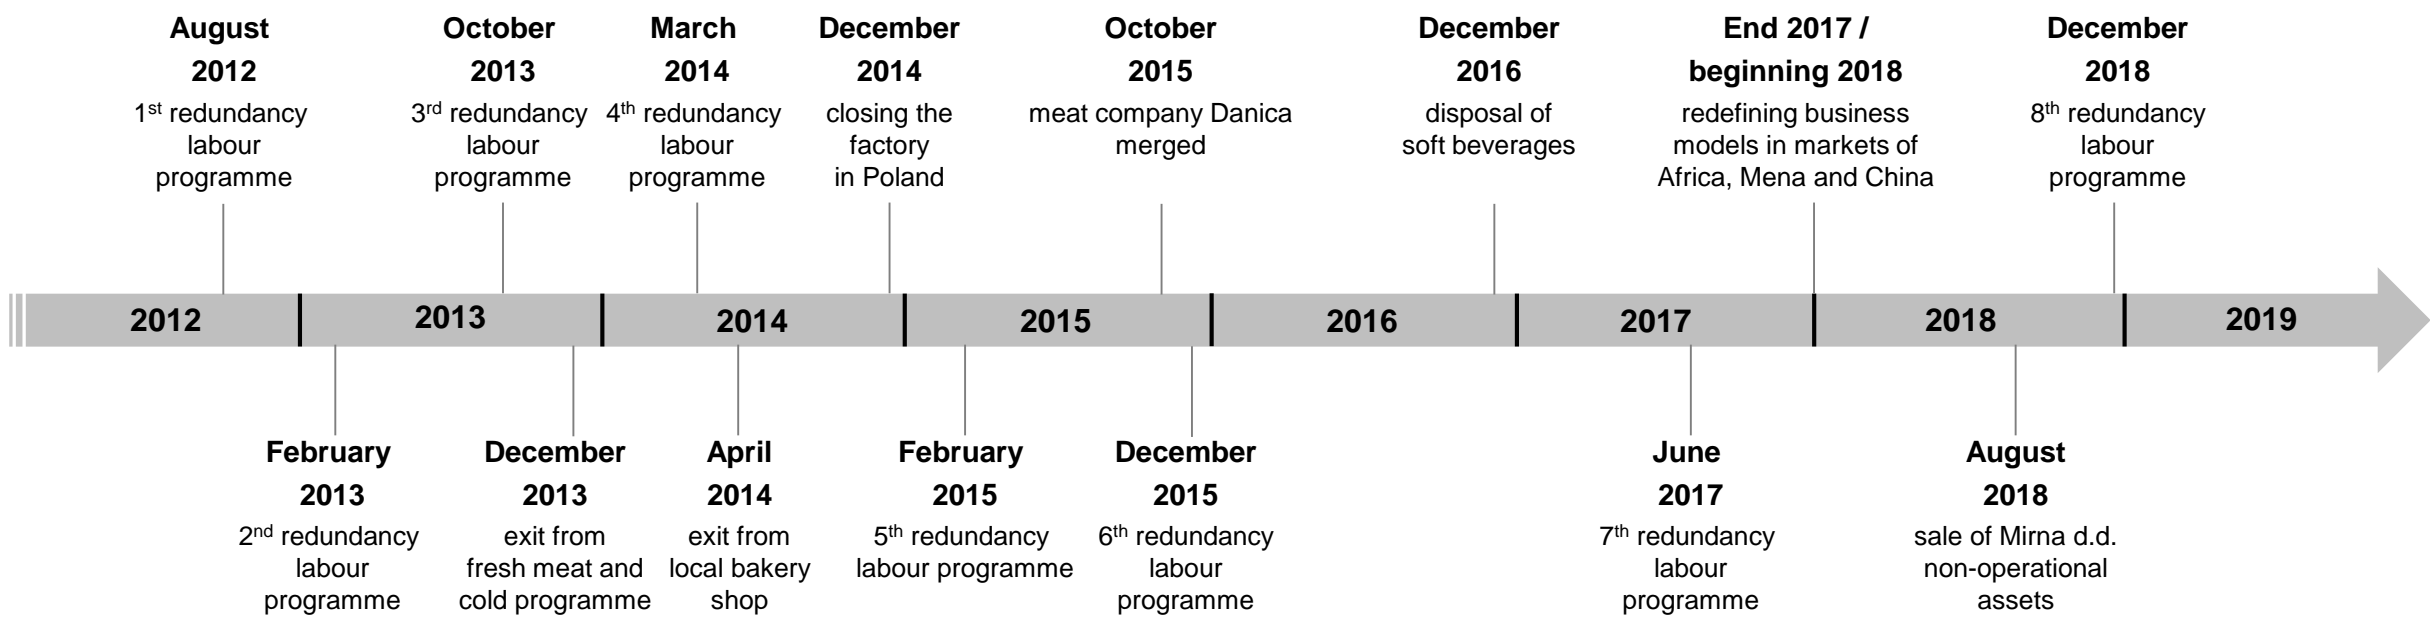 August
2012
1st redundancy
labour
programme
October
2013
3rd redundancy
labour
programme
March
2014
4th redundancy
labour
programme
December
2014
closing the
factory
in Poland
October
2015
meat company Danica
merged
December
2016
disposal of
soft beverages
End 2017 /
beginning 2018
redefining business
models in markets of
Africa, Mena and China
December
2018
8th redundancy
labour
programme
2012
2013
2014
2015
2016
2017
2018
2019
February
2013
2nd redundancy
labour
programme
December
2013
exit from
fresh meat and
cold programme
April
2014
exit from
local bakery
shop
February
2015
5th redundancy
labour programme
December
2015
6th redundancy
labour
programme
June
2017
7th redundancy
labour
programme
August
2018
sale of Mirna d.d.
non-operational
assets